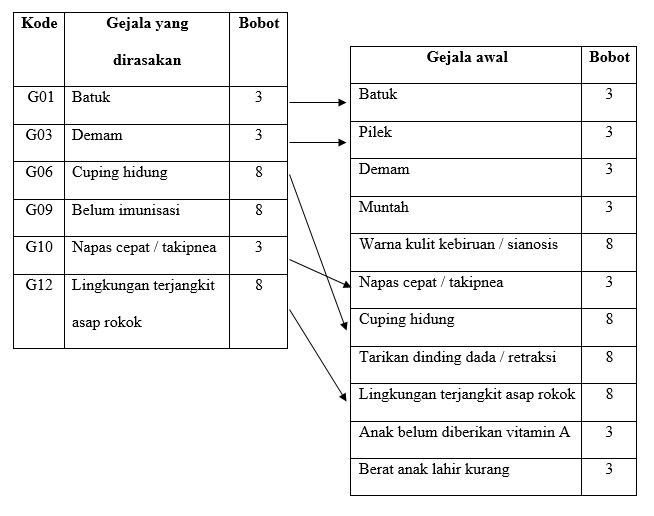 Kode Gejala yang Bobot
dirasakan
G01 Batuk 3
G03 Demam 3
G06 Cuping hidung 8
G09 Belum imunisasi 8
G10 Napas cepat / takipnea 3
G12 Lingkungan terjangkit 8
asap rokok
Gejala awal Bobot
Batuk 3
Pilek 3
Demam 3
Muntah 3
Warna kulit kebiruan / sianosis 8
Napas cepat / takipnea 3
Cuping hidung 8
Tarikan dinding dada / retraksi 8
Lingkungan terjangkit asap rokok 8
Anak belum diberikan vitamin A 3
Berat anak lahir kurang 3